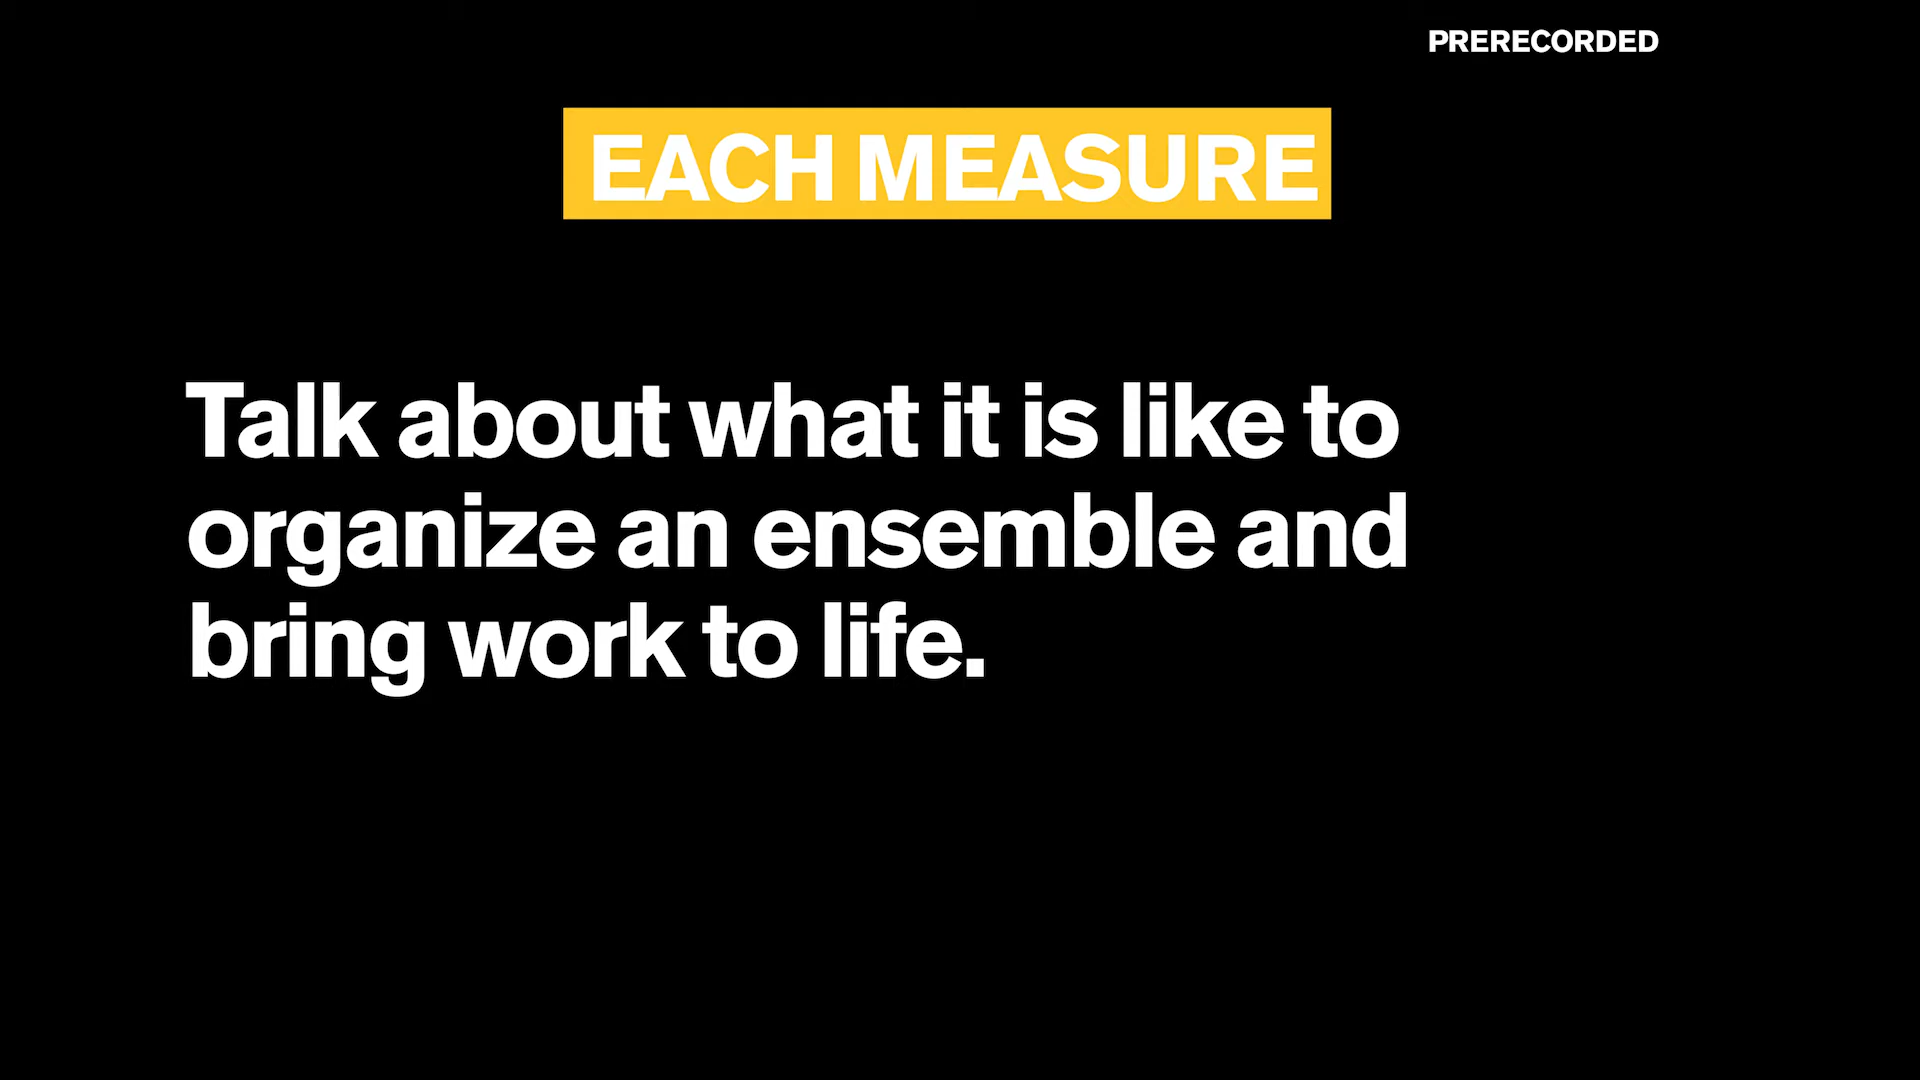 PRERECORDED
EACH MEASURE
Talk about what it is like to
organize an ensemble and
bring work to life.